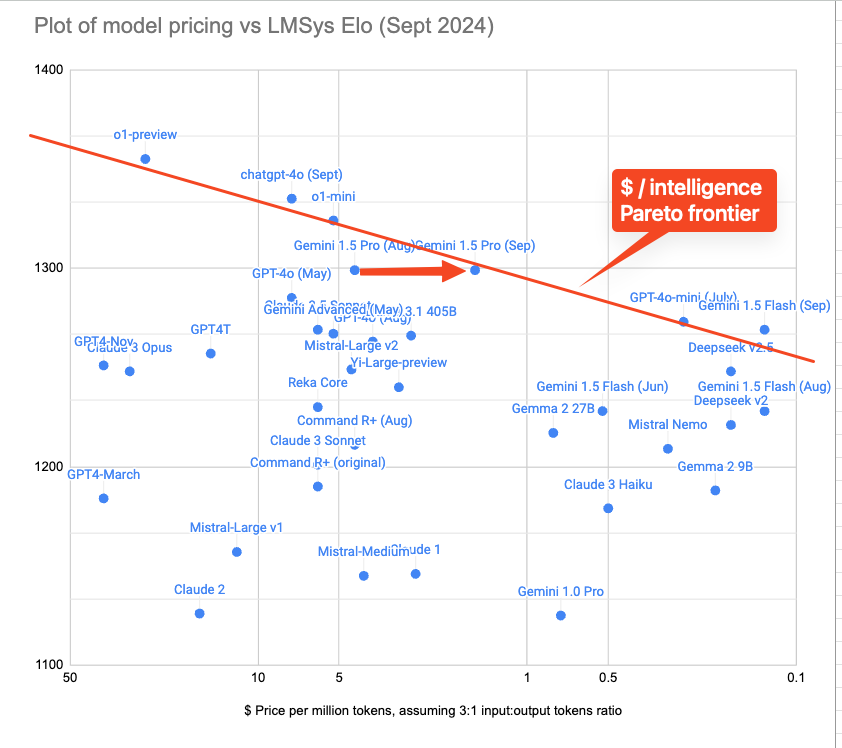 Plot of model pricing vs LMSys Elo (Sept 2024)
1400
o1-preview
chatgpt-4o (Sept)
o1-mini
$ / intelligence
Pareto frontier
Gemini 1.5 Pro (Aug)
Gemini 1.5 Pro (Sep)
1300
GPT-4o (May)
Claude 3.5 Sonnet
Gemini Advanced (May)
3.1 405B
GPT-4o (Aug)
GPT-4o-mini (July)
Gemini 1.5 Flash (Sep)
GPT4T
GPT4-Nov
Claude 3 Opus
Mistral-Large v2
Deepseek v2.5
Yi-Large-preview
Reka Core
Gemini 1.5 Flash (Jun)
Gemini 1.5 Flash (Aug)
Deepseek v2
Gemma 2 27B
Command R+ (Aug)
Mistral Nemo
Claude 3 Sonnet
Command R+ (original)
1200
Gemma 2 9B
GPT4-March
Claude 3 Haiku
Mistral-Large v1
Mistral-Medium
Claude 1
Claude 2
Gemini 1.0 Pro
1100
50
10
5
1
0.5
0.1
$ Price per million tokens, assuming 3:1 input:output tokens ratio